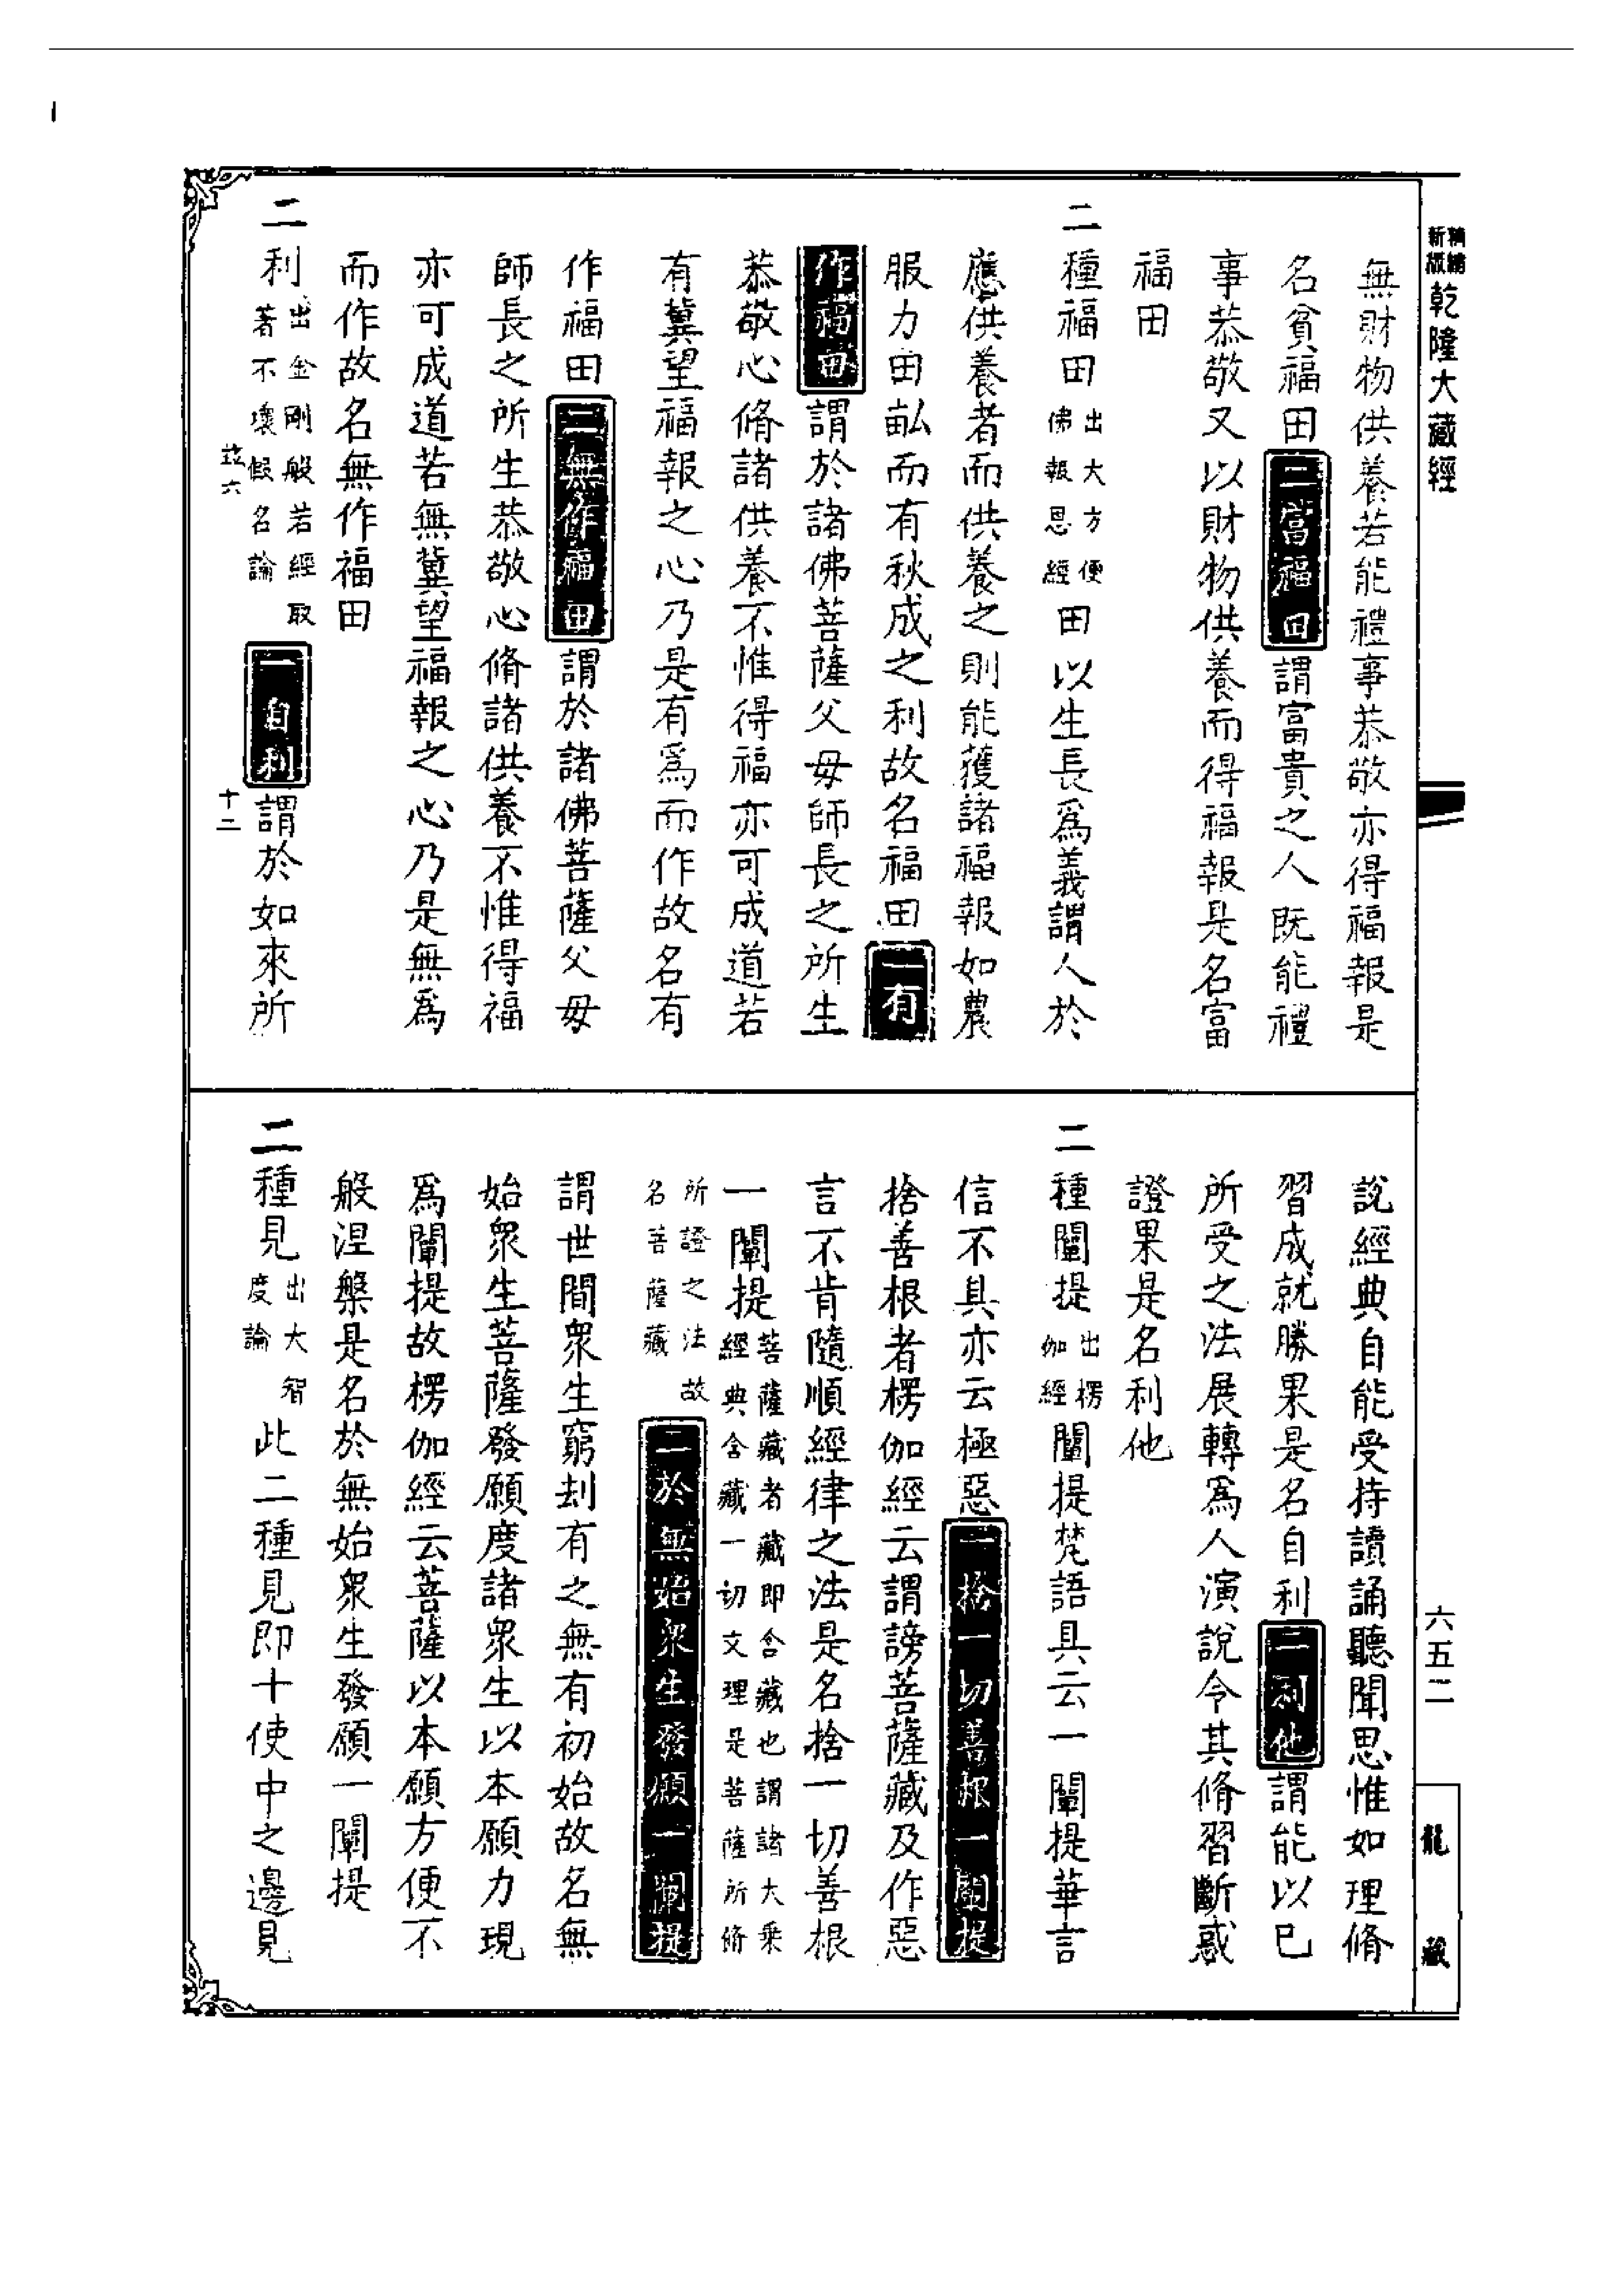 乾隆大藏經
無財物供養若能禮事恭敬亦得福報是
名貧福田二富福田謂富貴之人既能禮
事恭敬又以財物供養而得福報是名富
福田
二種福田出大方便佛報恩經田以生長爲義謂人於
應供養者而供養之則能獲諸福報如農
服力由畆而有秋成之利故名福田一有
作福田謂於諸佛菩薩父母師長之所生
恭敬心脩諸供養不惟得福亦可成道若
有冀望福報之心乃是有爲而作故名有
作福田二無作福田謂於諸佛菩薩父母
師長之所生恭敬心脩諸供養不惟得福
亦可成道若無冀望福報之心乃是無爲
而作故名無作福田
二利出金剛般若經取著不壞假名論一自利謂於如來所
十二
說經典自能受持讀誦聽聞思惟如理脩
習成就勝果是名自利二利他謂能以已
所受之法展轉爲人演說令其脩習斷惑
證果是名利他
二種闡提出楞伽經闡提梵語具云一闡提華言
信不具亦云極惡一捨一切善根一闡提
捨善根者楞伽經云謂謗菩薩藏及作惡
言不肯隨順經律之法是名捨一切善根
一闡提菩薩藏者藏即含藏也謂諸大乘經典含藏一切文理是菩薩所脩
所證之法故名菩薩藏二於無始衆生發願一闡提
謂世間衆生窮刦有之無有初始故名無
始衆生菩薩發願度諸衆生以本願力現
爲闡提故楞伽經云菩薩以本願方便不
般涅槃是名於無始衆生發願一闡提
二種見出大智度論此二種見即十使中之邊見
六五二
龍藏